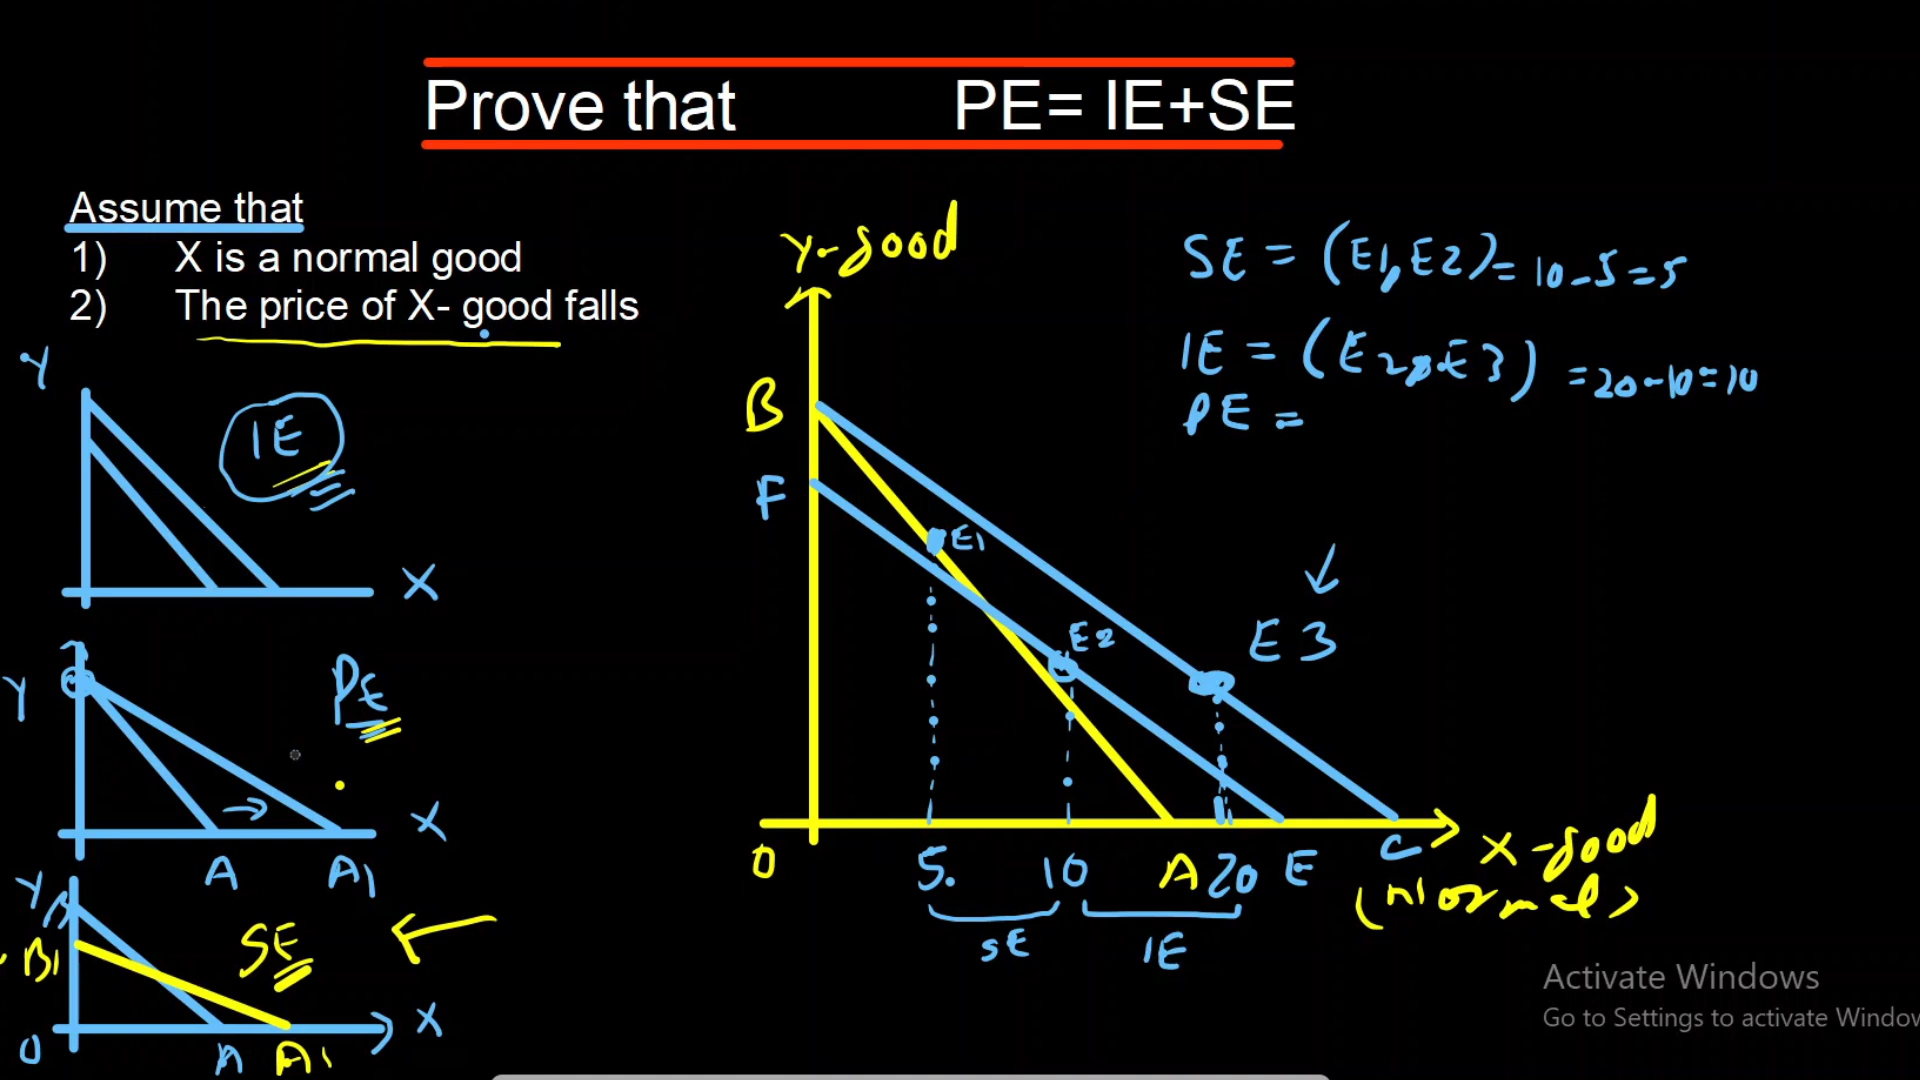 Prove that PE= IE+SE
Assume that
1) X is a normal good
2) The price of X- good falls
Y
IE
X
Y
PE
X
A A1
Y
B1
SE
X
0
A A1
Y-good
B
F
E1
E2
E3
0
5. 10 A 20 E C
X-good
(Normal)
SE IE
SE = (E1,E2) = 10-5=5
IE = (E2,E3) = 20-10=10
PE =
Activate Windows
Go to Settings to activate Window